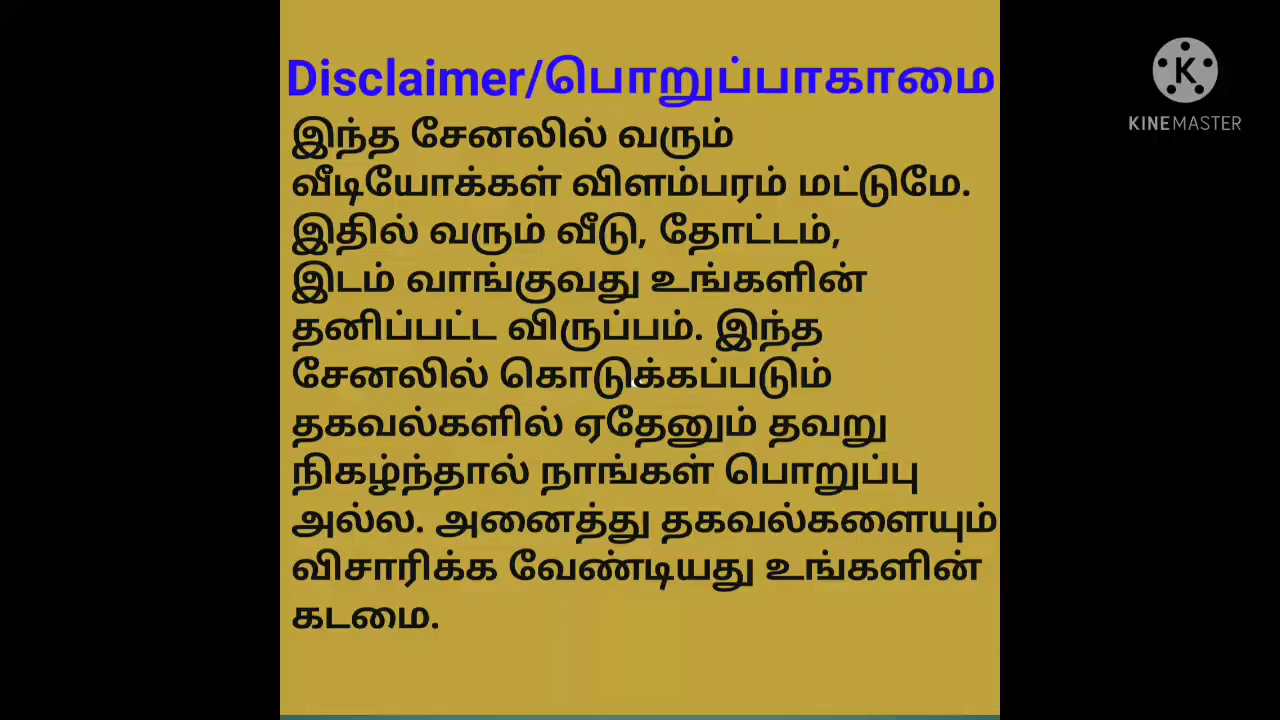 Disclaimer/பொறுப்பாகாமை
இந்த சேனலில் வரும்
வீடியோக்கள் விளம்பரம் மட்டுமே.
இதில் வரும் வீடு, தோட்டம்,
இடம் வாங்குவது உங்களின்
தனிப்பட்ட விருப்பம். இந்த
சேனலில் கொடுக்கப்படும்
தகவல்களில் ஏதேனும் தவறு
நிகழ்ந்தால் நாங்கள் பொறுப்பு
அல்ல. அனைத்து தகவல்களையும்
விசாரிக்க வேண்டியது உங்களின்
கடமை.
K
KINEMASTER